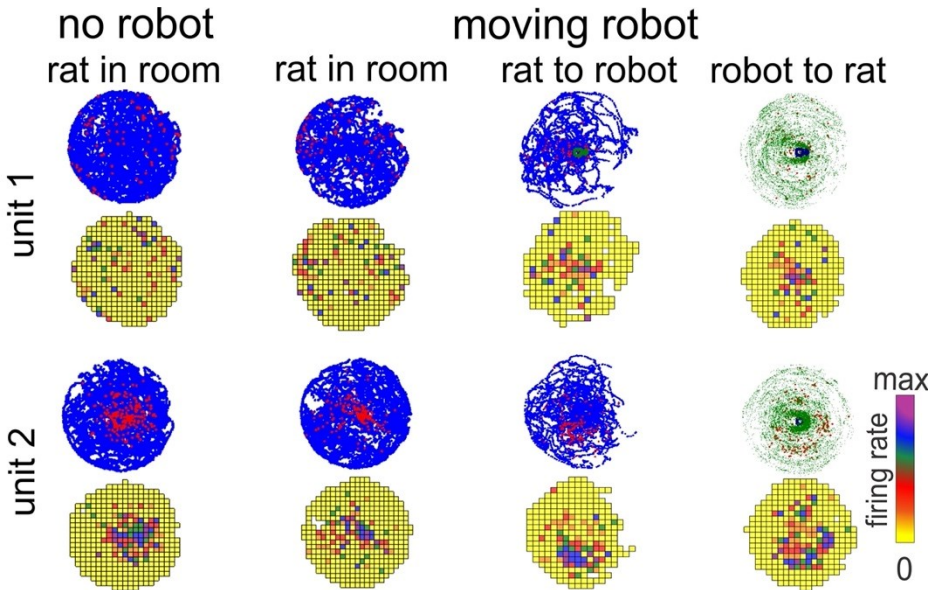 no robot
moving robot
rat in room
rat in room
rat to robot
robot to rat
unit 1
unit 2
max
firing rate
0